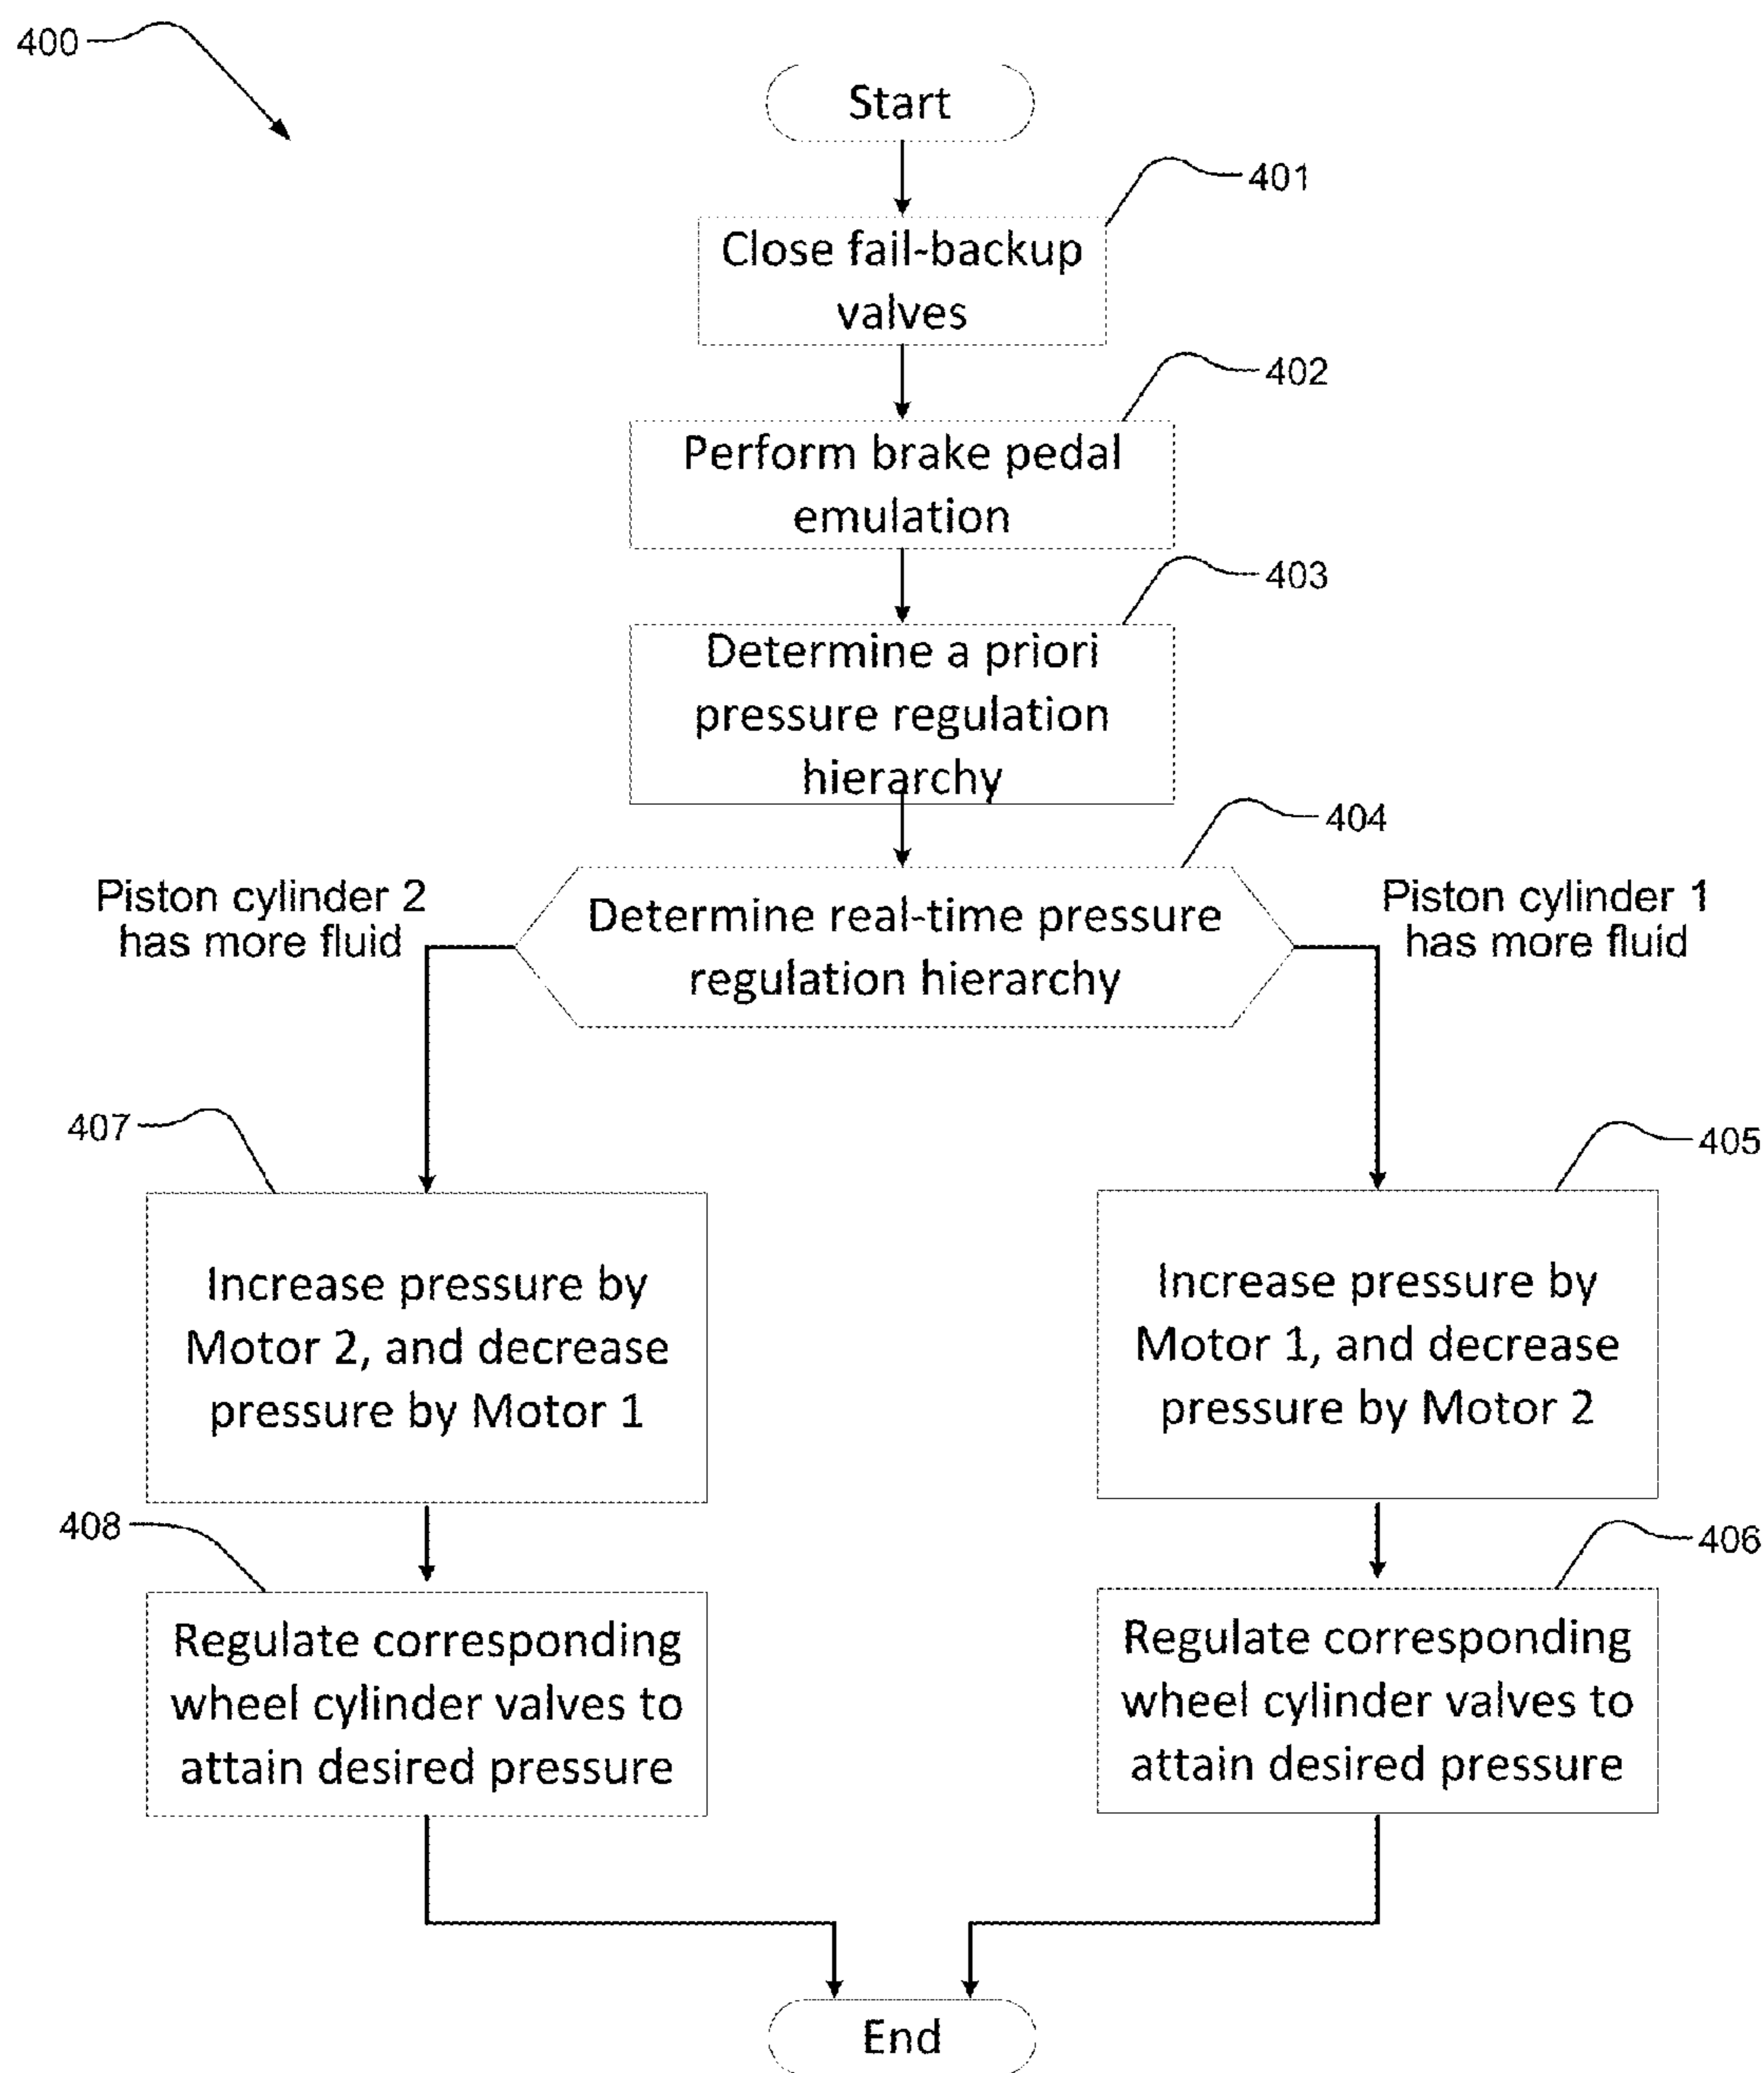 400
Start
401
Close fail-backup
valves
402
Perform brake pedal
emulation
403
Determine a priori
pressure regulation
hierarchy
404
Piston cylinder 2
has more fluid
Determine real-time pressure
regulation hierarchy
Piston cylinder 1
has more fluid
407
Increase pressure by
Motor 2, and decrease
pressure by Motor 1
405
Increase pressure by
Motor 1, and decrease
pressure by Motor 2
408
Regulate corresponding
wheel cylinder valves to
attain desired pressure
406
Regulate corresponding
wheel cylinder valves to
attain desired pressure
End